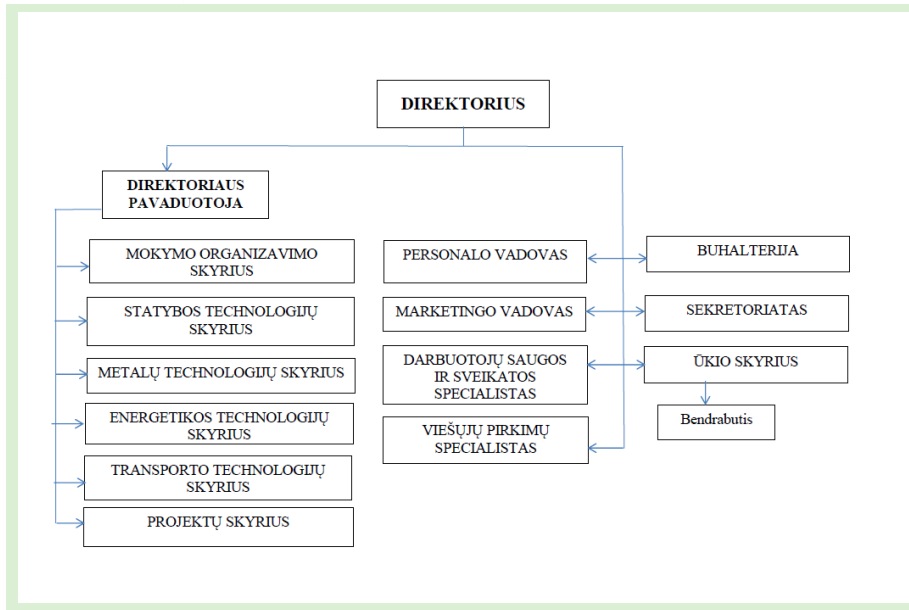 DIREKTORIUS
DIREKTORIAUS
PAVADUOTOJA
MOKYMO ORGANIZAVIMO
SKYRIUS
STATYBOS TECHNOLOGIJŲ
SKYRIUS
METALŲ TECHNOLOGIJŲ SKYRIUS
ENERGETIKOS TECHNOLOGIJŲ
SKYRIUS
TRANSPORTO TECHNOLOGIJŲ
SKYRIUS
PROJEKTŲ SKYRIUS
PERSONALO VADOVAS
MARKETINGO VADOVAS
DARBUOTOJŲ SAUGOS
IR SVEIKATOS
SPECIALISTAS
VIEŠŲJŲ PIRKIMŲ
SPECIALISTAS
BUHALTERIJA
SEKRETORIATAS
ŪKIO SKYRIUS
Bendrabutis